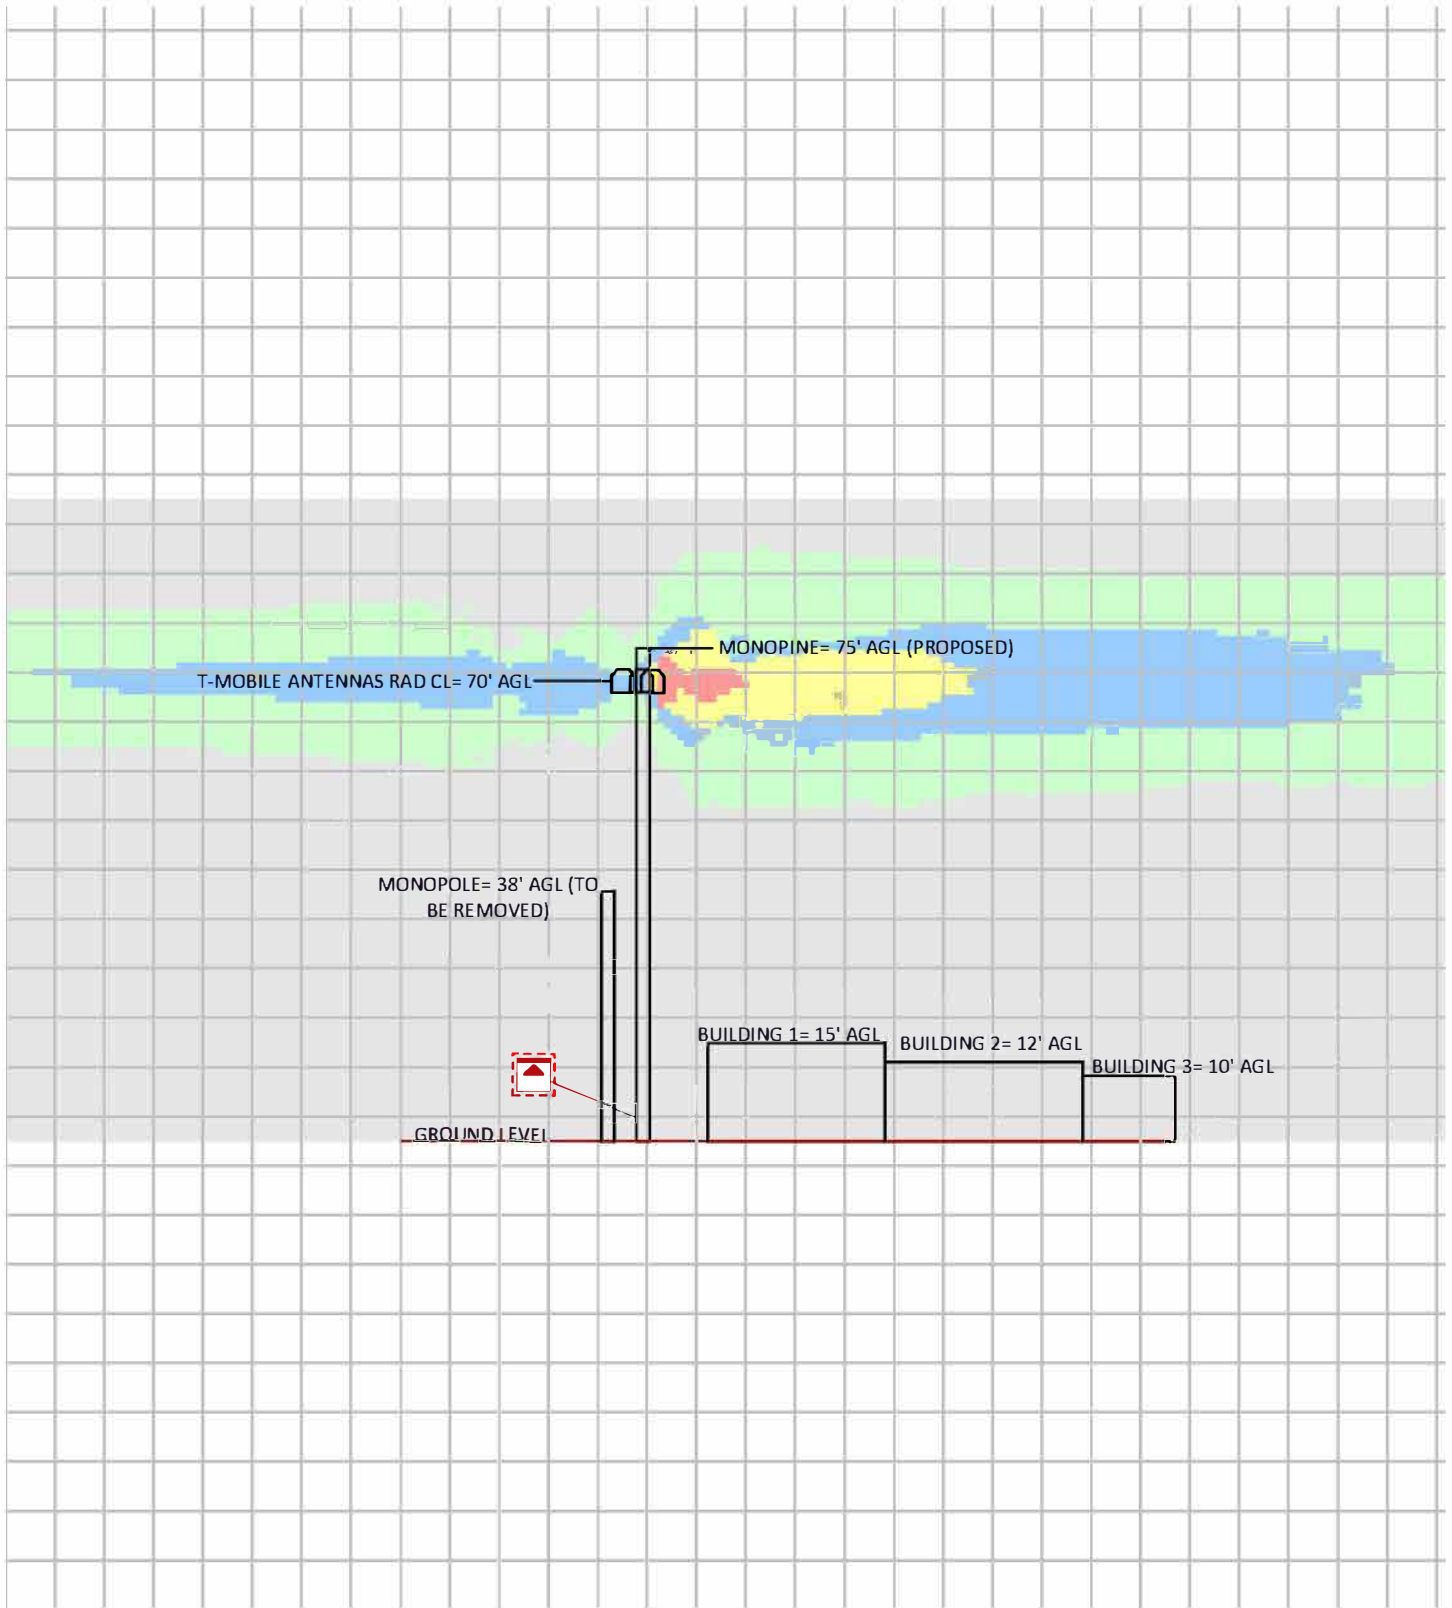 MONOPINE= 75' AGL (PROPOSED)
T-MOBILE ANTENNAS RAD CL= 70' AGL
MONOPOLE= 38' AGL (TO
BE REMOVED)
BUILDING 1= 15' AGL
BUILDING 2= 12' AGL
BUILDING 3= 10' AGL
GROUND LEVEL